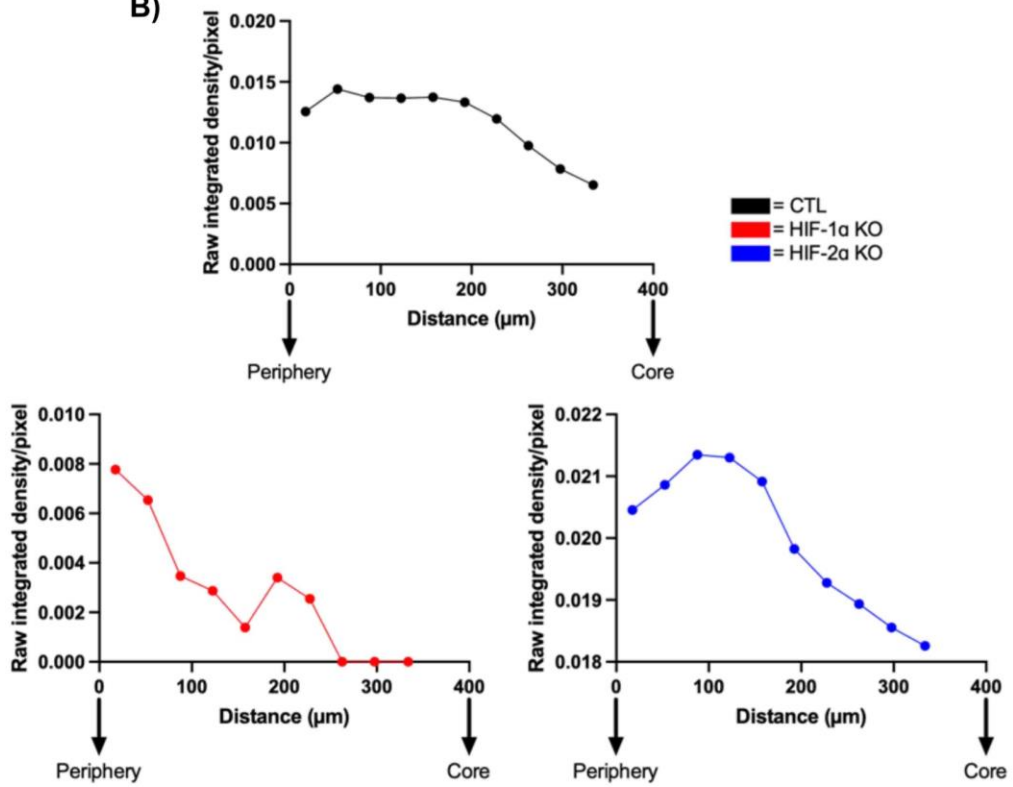 B)
Raw integrated density/pixel
0.020
0.015
0.010
0.005
0.000
0 100 200 300 400
Distance (µm)
Periphery Core
= CTL
= HIF-1α KO
= HIF-2α KO
Raw integrated density/pixel
0.010
0.008
0.006
0.004
0.002
0.000
0 100 200 300 400
Distance (µm)
Periphery Core
Raw integrated density/pixel
0.022
0.021
0.020
0.019
0.018
0 100 200 300 400
Distance (µm)
Periphery Core